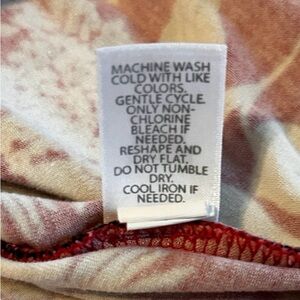 MACHINE WASH
COLD WITH LIKE
COLORS.
GENTLE CYCLE.
ONLY NON-
CHLORINE
BLEACH IF
NEEDED.
RESHAPE AND
DRY FLAT.
DO NOT TUMBLE
DRY.
COOL IRON IF
NEEDED.